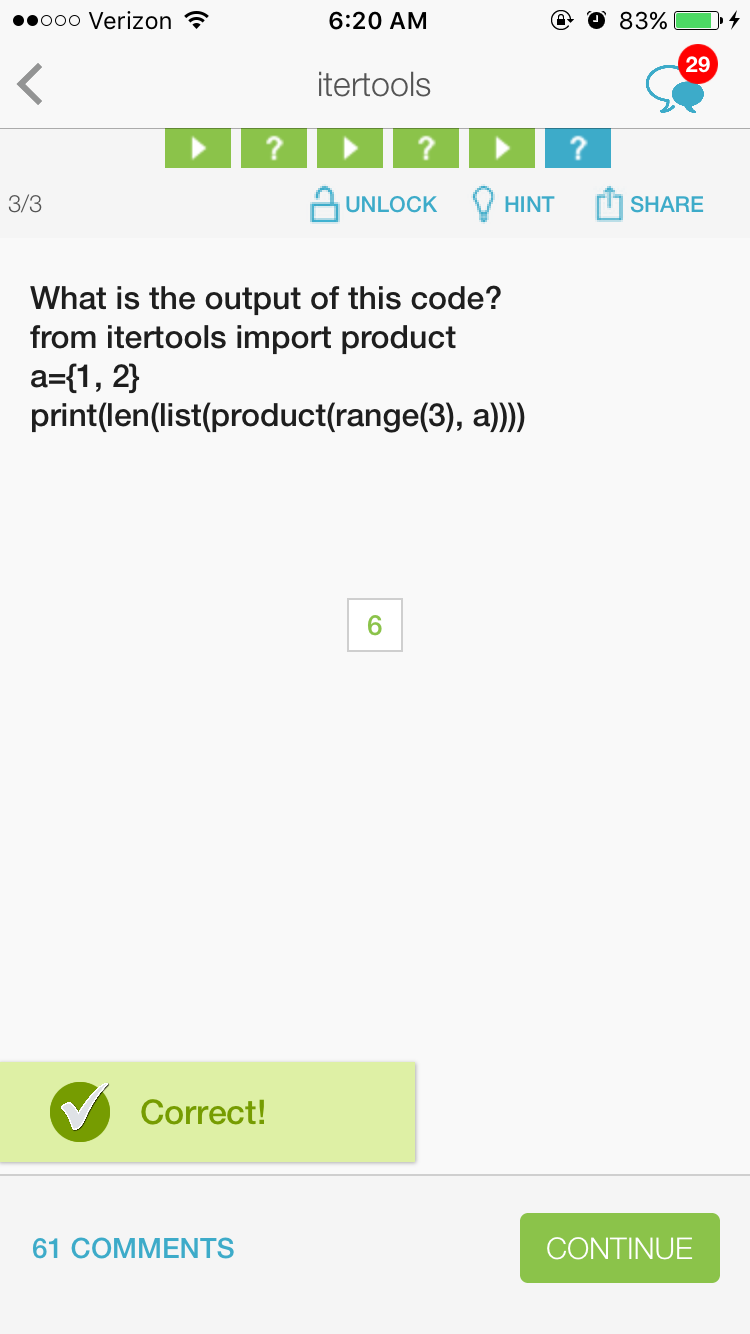 Verizon 6:20 AM 83%
itertools 29
? ? ?
3/3 UNLOCK HINT SHARE
What is the output of this code?
from itertools import product
a={1, 2}
print(len(list(product(range(3), a))))
6
Correct!
61 COMMENTS CONTINUE